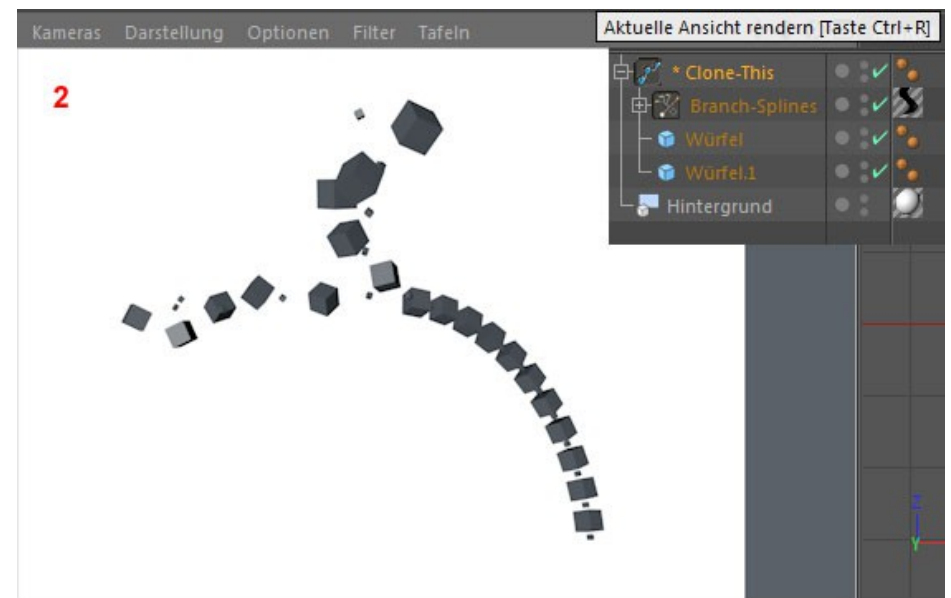 Kameras Darstellung Optionen Filter Tafeln
Aktuelle Ansicht rendern [Taste Ctrl+R]
2
* Clone-This
Branch-Splines
Würfel
Würfel.1
Hintergrund
Z
Y